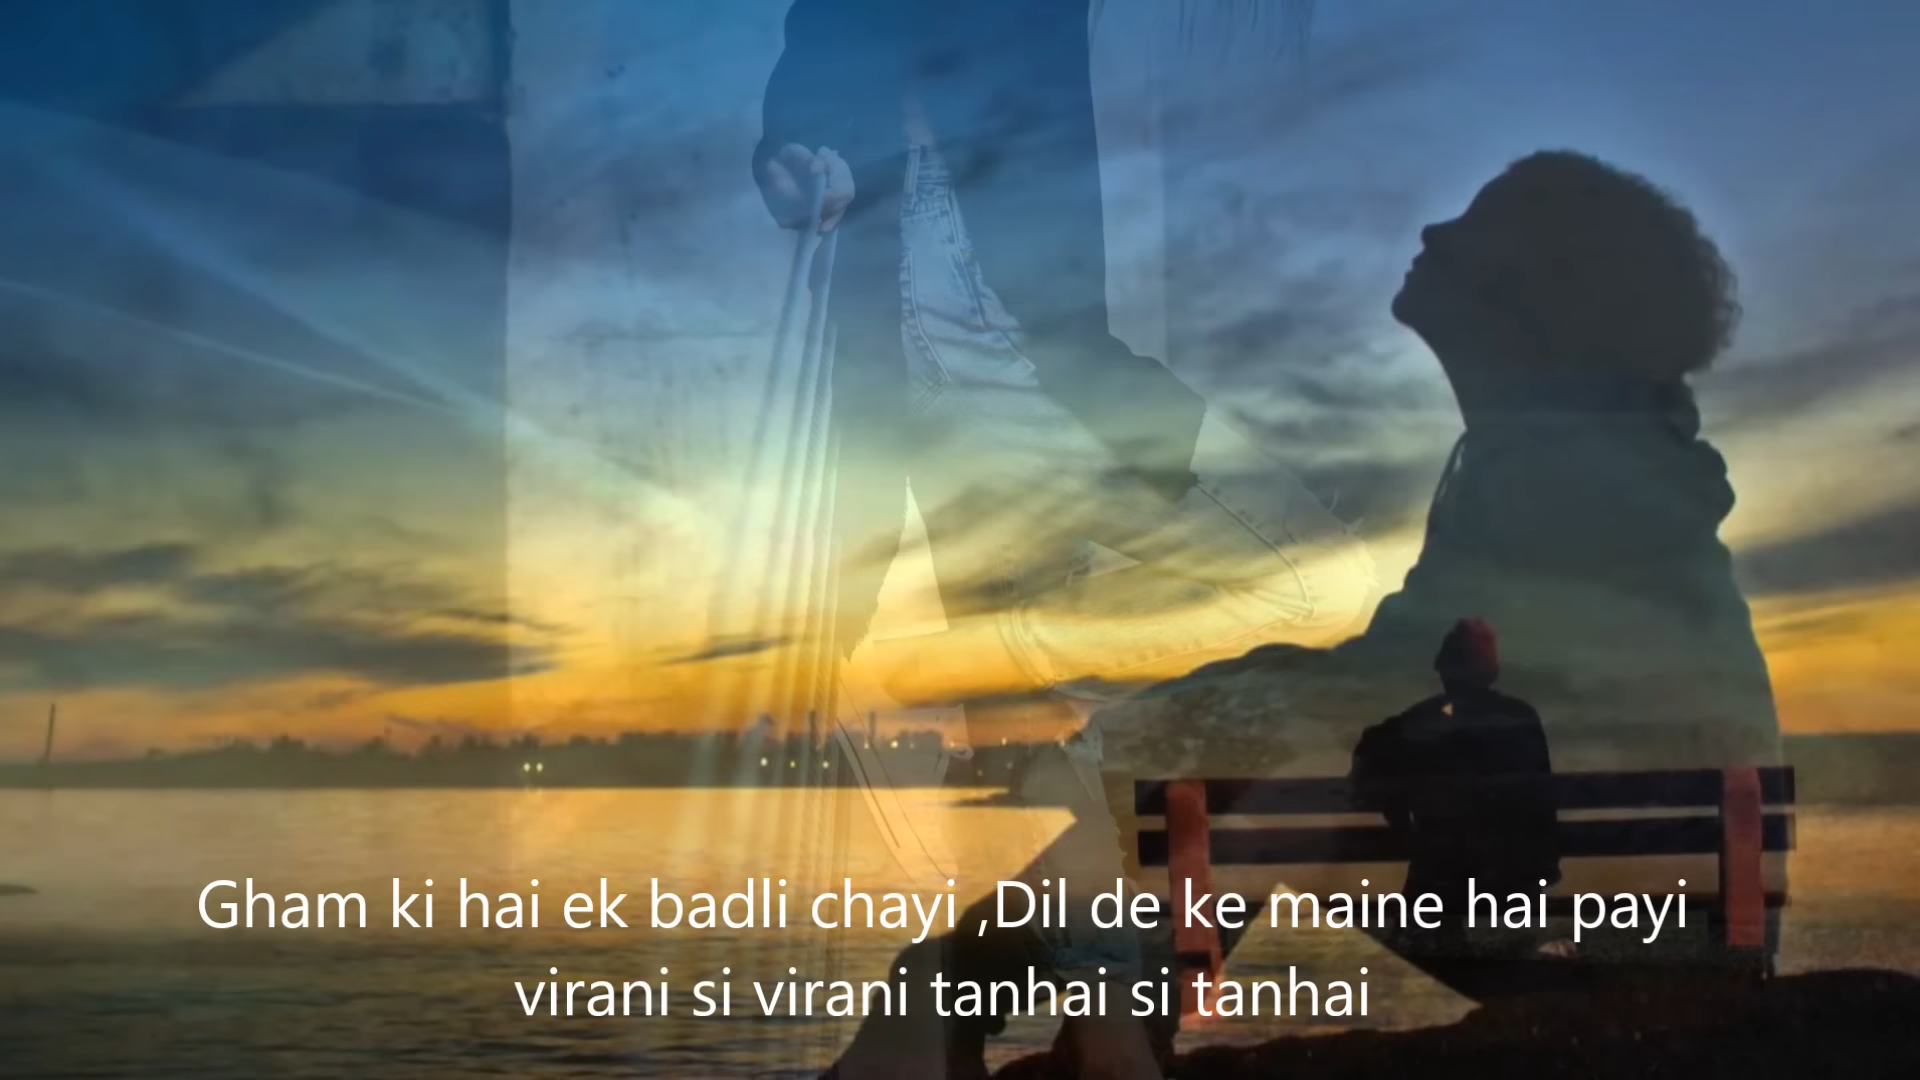 Gham ki hai ek badli chayi ,Dil de ke maine hai payi
virani si virani tanhai si tanhai